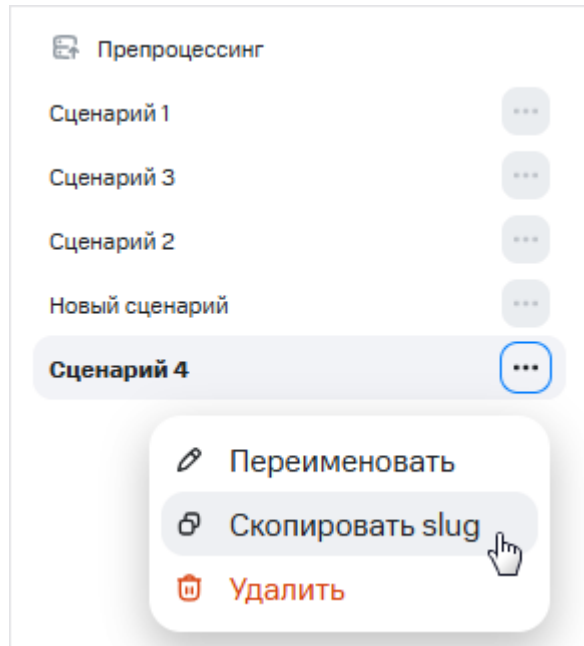 Препроцессинг
Сценарий 1
Сценарий 3
Сценарий 2
Новый сценарий
Сценарий 4
Переименовать
Скопировать slug
Удалить